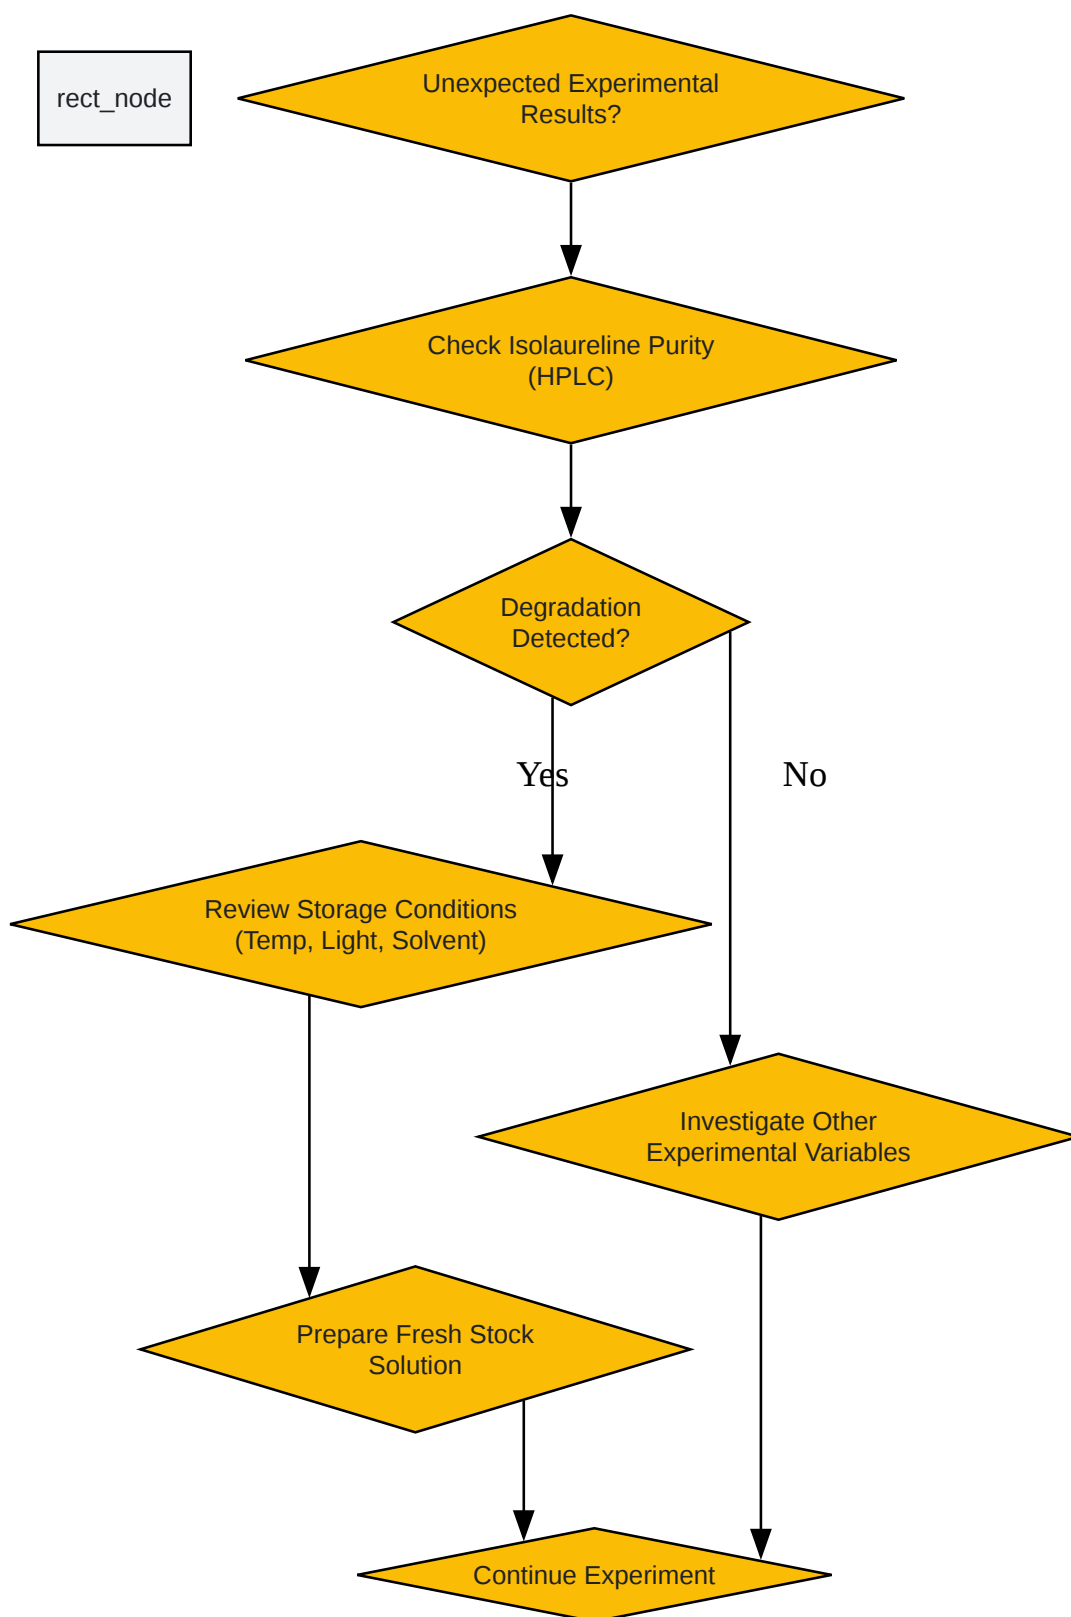 rect_node
Unexpected Experimental
Results?
Check Isolaureline Purity
(HPLC)
Degradation
Detected?
Yes
No
Review Storage Conditions
(Temp, Light, Solvent)
Investigate Other
Experimental Variables
Prepare Fresh Stock
Solution
Continue Experiment